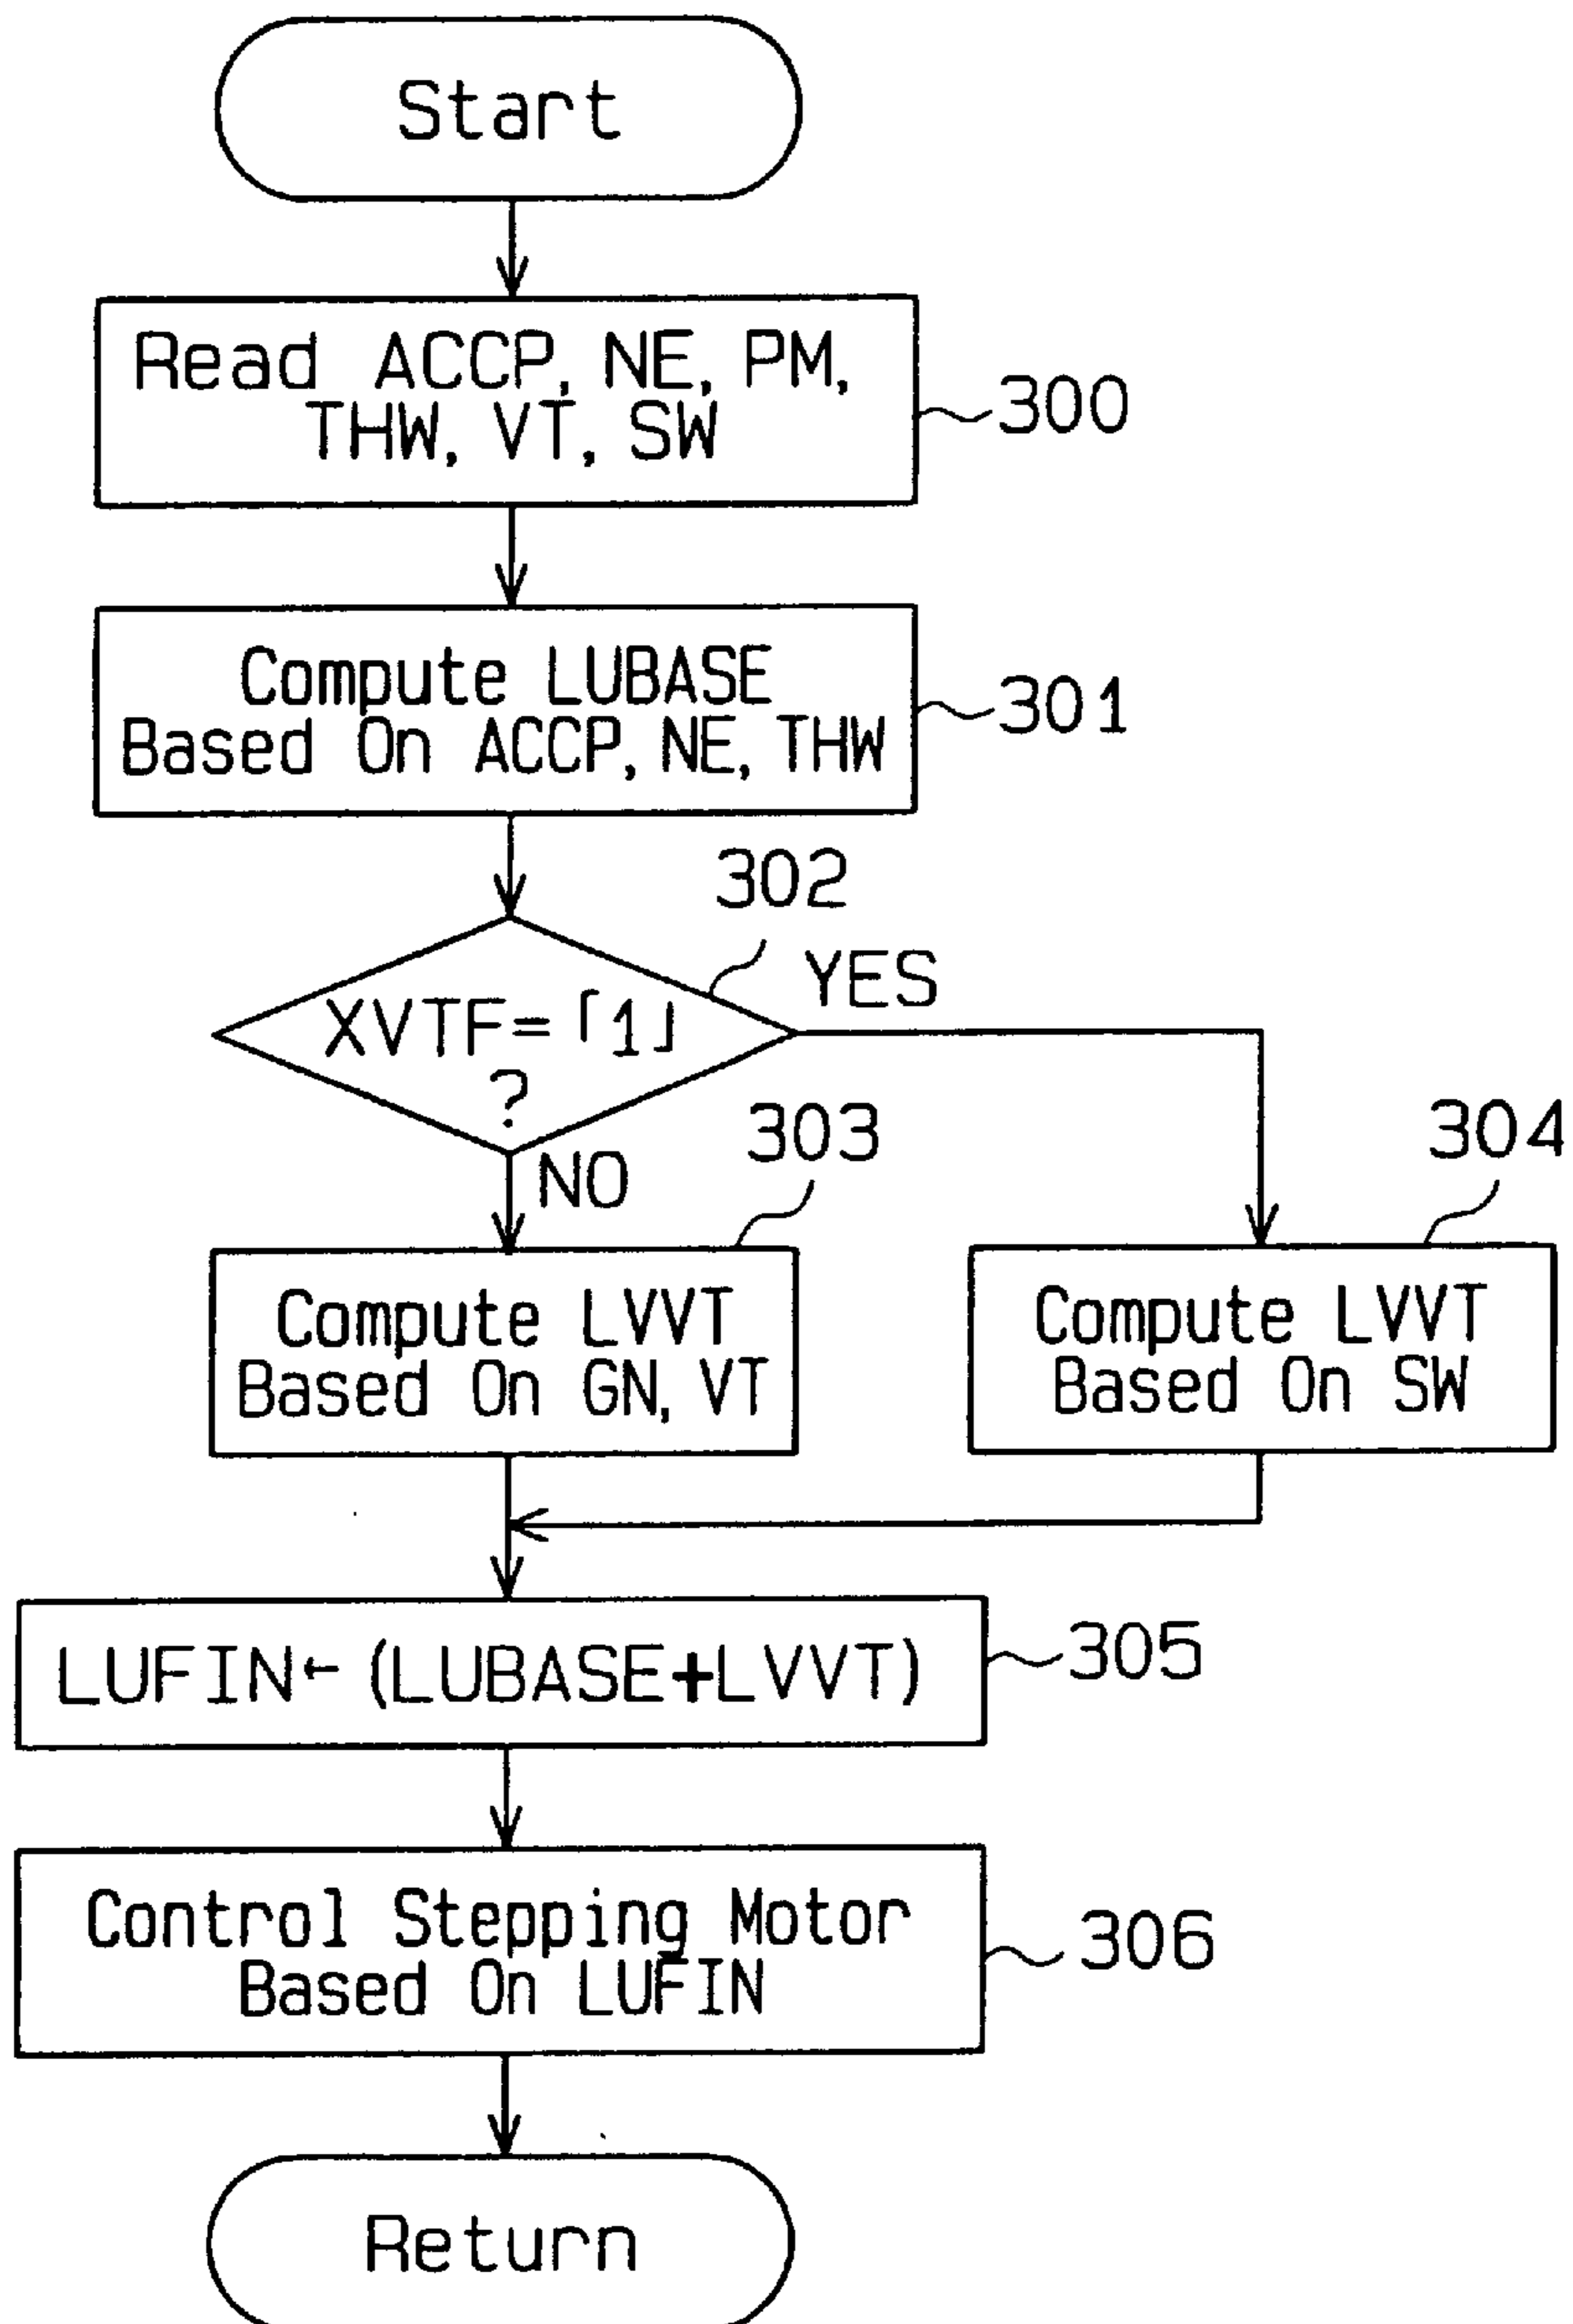 Start
Read ACCP, NE, PM,
THW, VT, SW
300
Compute LUBASE
Based On ACCP, NE, THW
301
302
XVTF=「1」
?
YES
NO
303
304
Compute LVVT
Based On GN, VT
Compute LVVT
Based On SW
LUFIN← (LUBASE+LVVT)
305
Control Stepping Motor
Based On LUFIN
306
Return